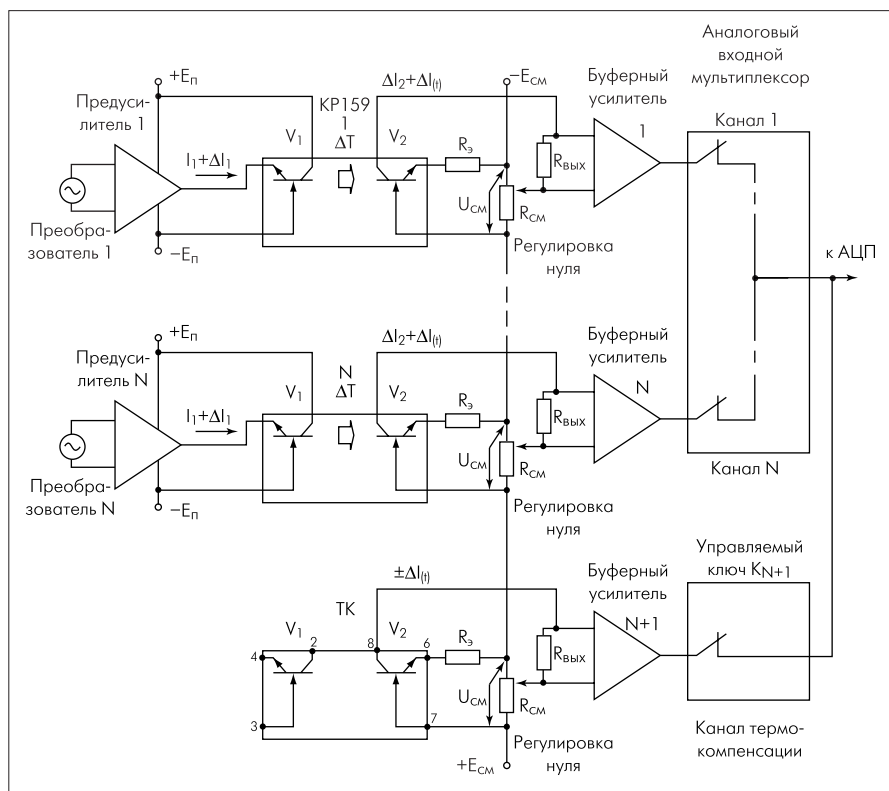 Аналоговый
входной
мультиплексор
+Eп
ΔI2+ΔI(t)
−Eсм
Буферный
усилитель
Предуси-
литель 1
КР159
1
ΔT
Канал 1
V1
V2
Rэ
1
I1+ΔI1
Rвых
Uсм
Rсм
Преобра-
зователь 1
−Eп
Регулировка
нуля
к АЦП
+Eп
ΔI2+ΔI(t)
Буферный
усилитель
Предуси-
литель N
N
ΔT
V1
V2
Rэ
N
I1+ΔI1
Rвых
Uсм
Rсм
Канал N
Преобра-
зователь N
−Eп
Регулировка
нуля
Управляемый
ключ KN+1
±ΔI(t)
Буферный
усилитель
ТК
V1
V2
N+1
2
8
6
Rэ
4
Rвых
Uсм
Rсм
3
7
Регулировка
нуля
Канал термо-
компенсации
+Eсм